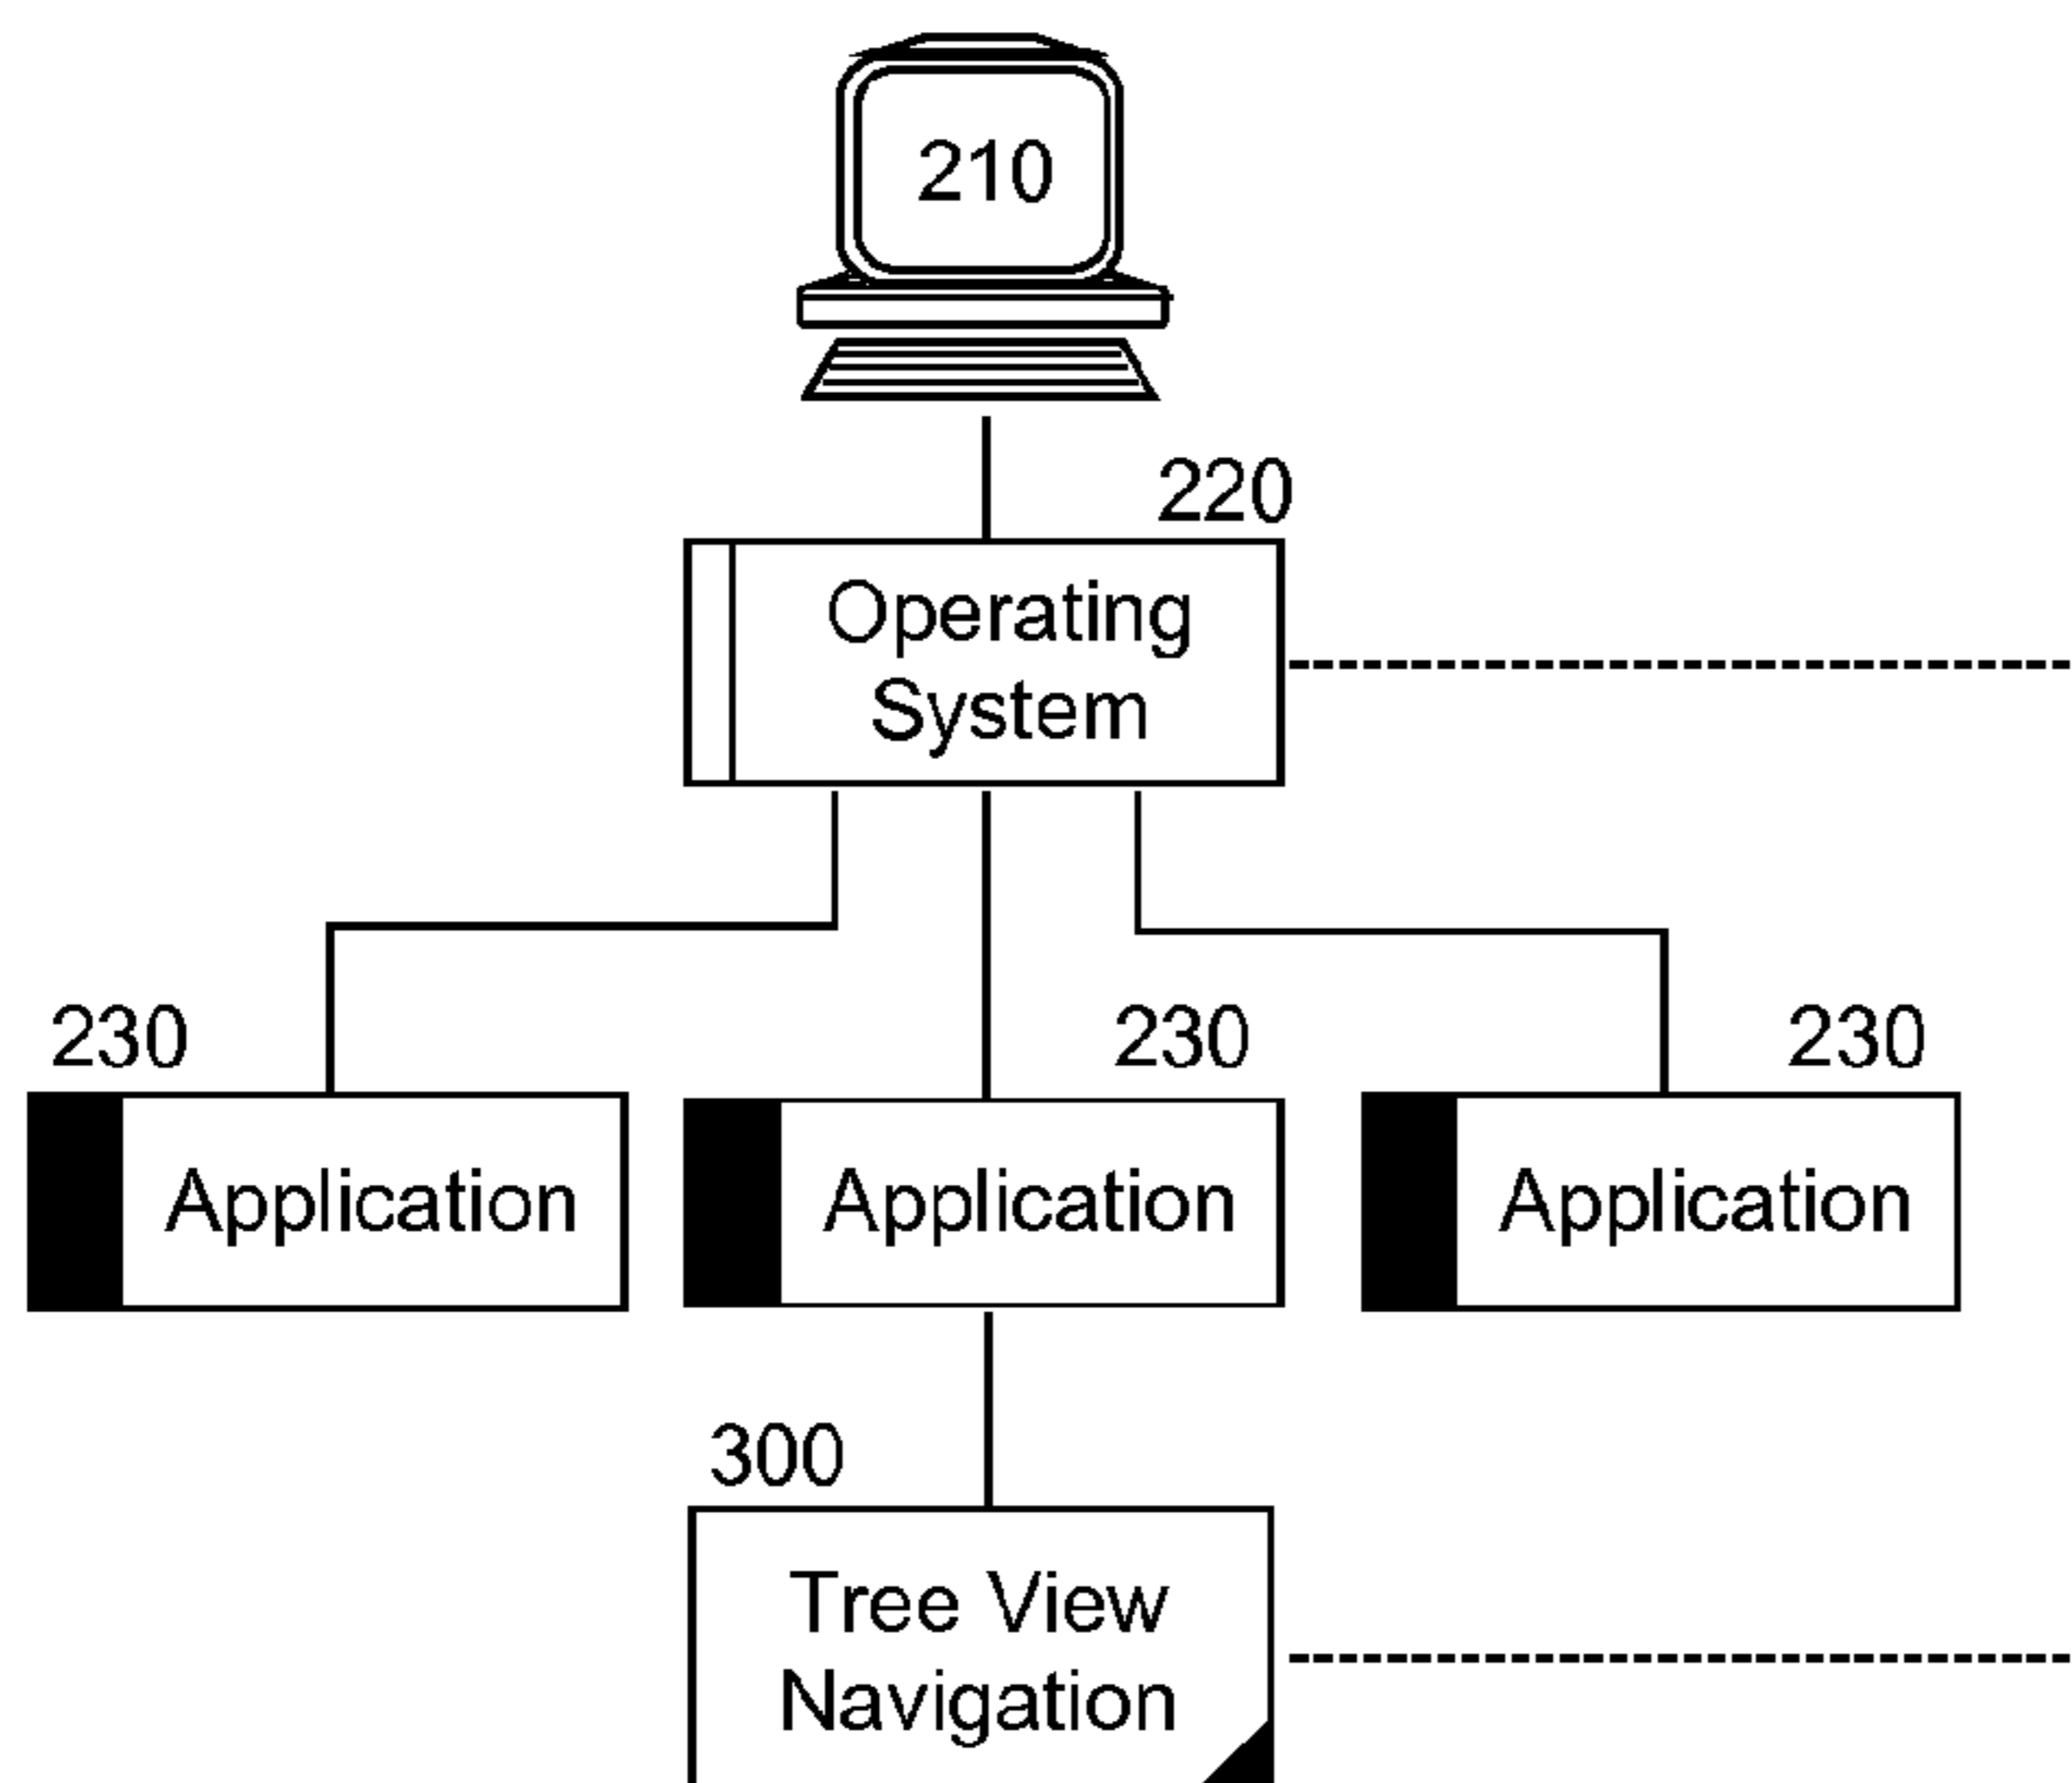 210
220
Operating
System
230
230
230
Application
Application
Application
300
Tree View
Navigation